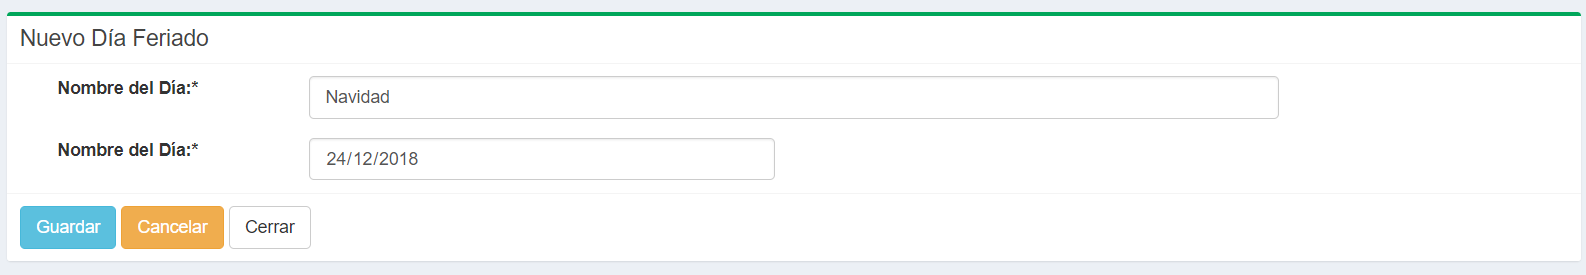 Nuevo Día Feriado
Nombre del Día:* Navidad
Nombre del Día:* 24/12/2018
Guardar Cancelar Cerrar